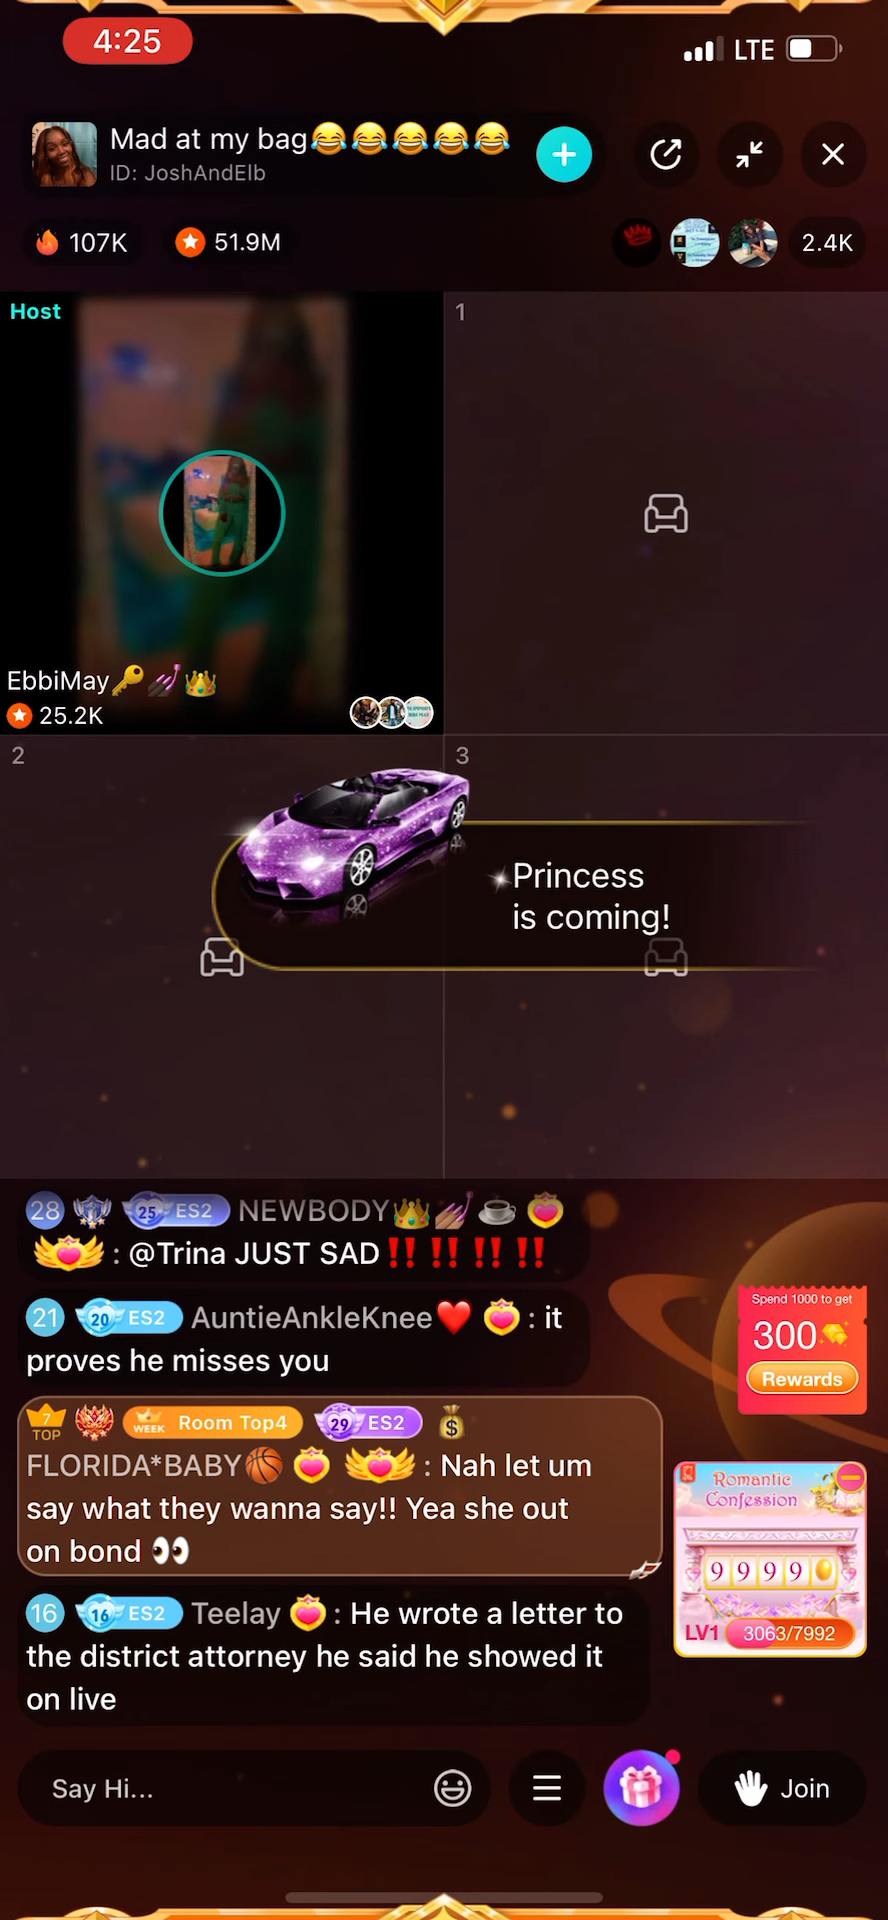 4:25
LTE
Mad at my bag😂😂😂😂😂
ID: JoshAndElb
107K
51.9M
2.4K
Host
1
EbbiMay🔑💅🏿👑
25.2K
2
3
Princess
is coming!
28 25 ES2 NEWBODY👑💅🏽☕
: @Trina JUST SAD‼️‼️‼️‼️
21 20 ES2 AuntieAnkleKnee❤️ : it
proves he misses you
7 TOP WEEK Room Top4 29 ES2
FLORIDA*BABY🏀 : Nah let um
say what they wanna say!! Yea she out
on bond 👀
16 16 ES2 Teelay : He wrote a letter to
the district attorney he said he showed it
on live
Spend 1000 to get
300
Rewards
Romantic
Confession
9 9 9 9
LV1 3063/7992
Say Hi...
Join